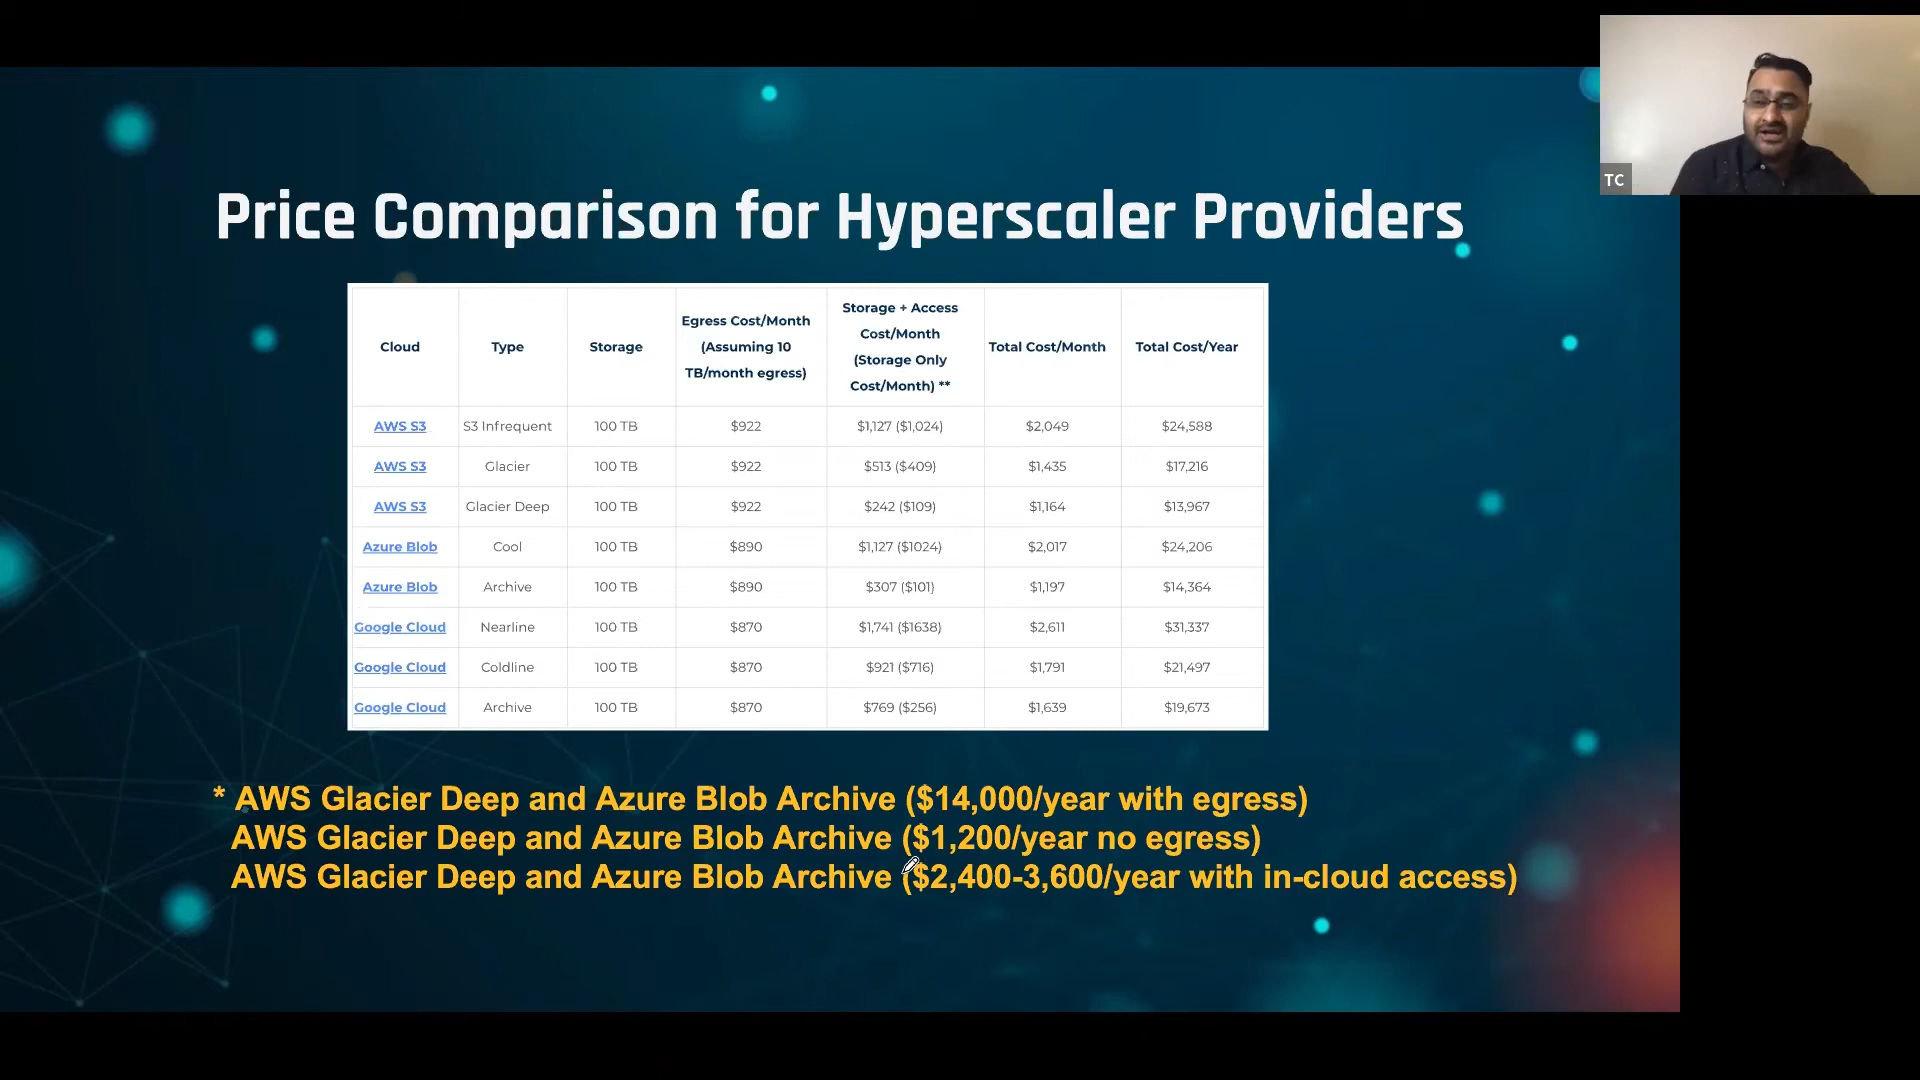 TC
Price Comparison for Hyperscaler Providers
Cloud Type Storage Egress Cost/Month (Assuming 10 TB/month egress) Storage + Access Cost/Month (Storage Only Cost/Month) ** Total Cost/Month Total Cost/Year
AWS S3 S3 Infrequent 100 TB $922 $1,127 ($1,024) $2,049 $24,588
AWS S3 Glacier 100 TB $922 $513 ($409) $1,435 $17,216
AWS S3 Glacier Deep 100 TB $922 $242 ($109) $1,164 $13,967
Azure Blob Cool 100 TB $890 $1,127 ($1024) $2,017 $24,206
Azure Blob Archive 100 TB $890 $307 ($101) $1,197 $14,364
Google Cloud Nearline 100 TB $870 $1,741 ($1638) $2,611 $31,337
Google Cloud Coldline 100 TB $870 $921 ($716) $1,791 $21,497
Google Cloud Archive 100 TB $870 $769 ($256) $1,639 $19,673
* AWS Glacier Deep and Azure Blob Archive ($14,000/year with egress)
AWS Glacier Deep and Azure Blob Archive ($1,200/year no egress)
AWS Glacier Deep and Azure Blob Archive ($2,400-3,600/year with in-cloud access)